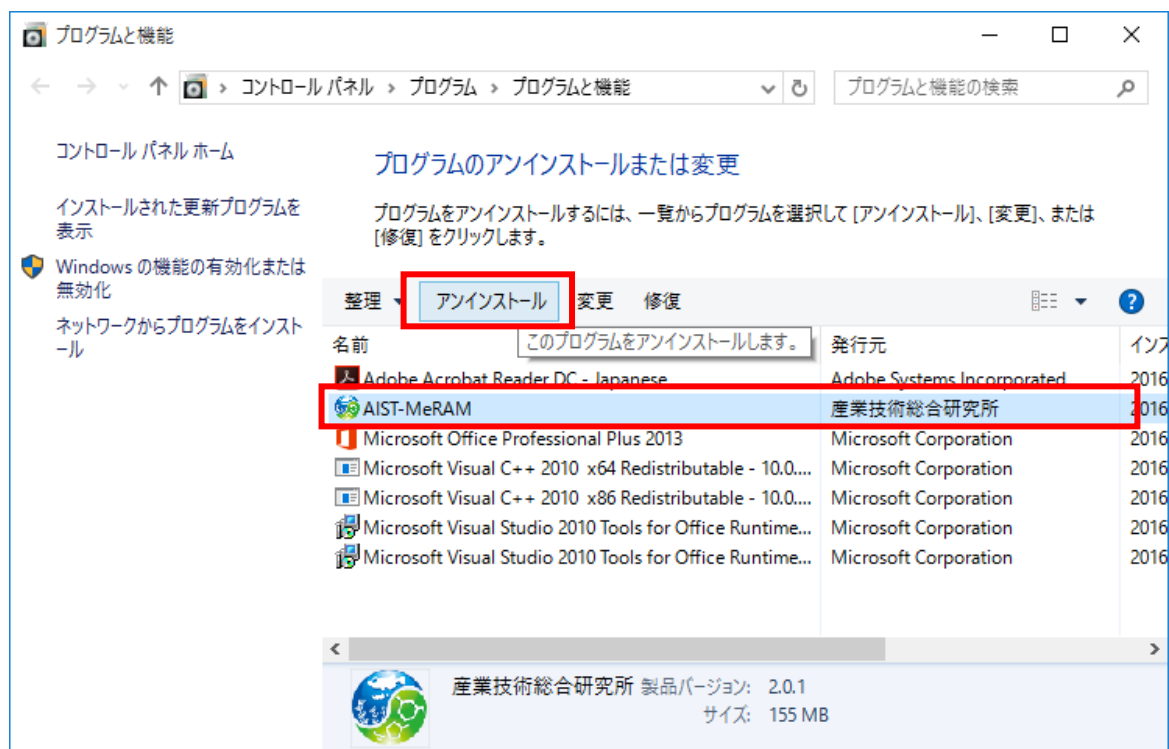 プログラムと機能
コントロール パネル › プログラム › プログラムと機能
プログラムと機能の検索
コントロール パネル ホーム
インストールされた更新プログラムを
表示
Windows の機能の有効化または
無効化
ネットワークからプログラムをインスト
ール
プログラムのアンインストールまたは変更
プログラムをアンインストールするには、一覧からプログラムを選択して [アンインストール]、[変更]、または
[修復] をクリックします。
整理 アンインストール 変更 修復
このプログラムをアンインストールします。
名前 発行元 インス
Adobe Acrobat Reader DC - Japanese Adobe Systems Incorporated 2016
AIST-MeRAM 産業技術総合研究所 2016
Microsoft Office Professional Plus 2013 Microsoft Corporation 2016
Microsoft Visual C++ 2010 x64 Redistributable - 10.0.... Microsoft Corporation 2016
Microsoft Visual C++ 2010 x86 Redistributable - 10.0.... Microsoft Corporation 2016
Microsoft Visual Studio 2010 Tools for Office Runtime... Microsoft Corporation 2016
Microsoft Visual Studio 2010 Tools for Office Runtime... Microsoft Corporation 2016
産業技術総合研究所 製品バージョン: 2.0.1
サイズ: 155 MB